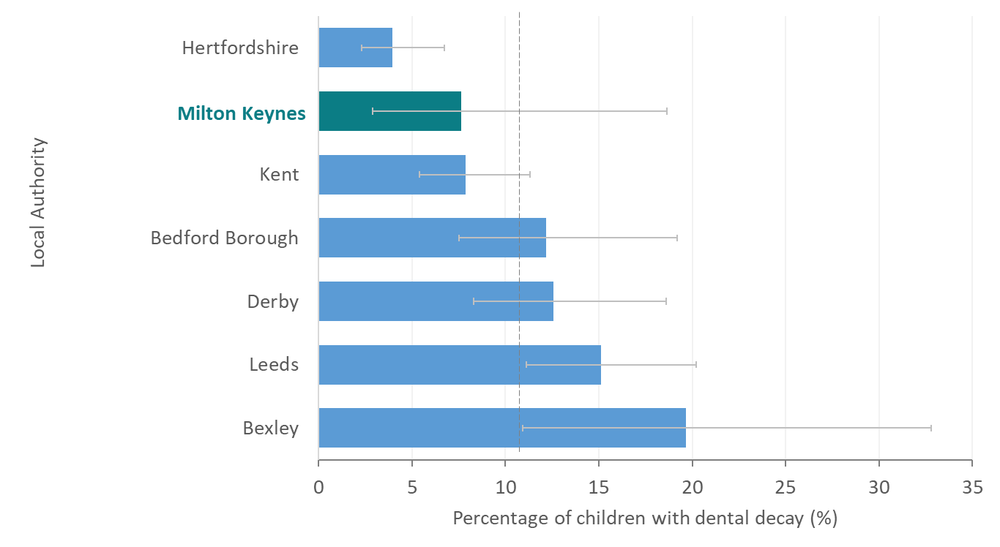 Local Authority
Hertfordshire
Milton Keynes
Kent
Bedford Borough
Derby
Leeds
Bexley
0 5 10 15 20 25 30 35
Percentage of children with dental decay (%)